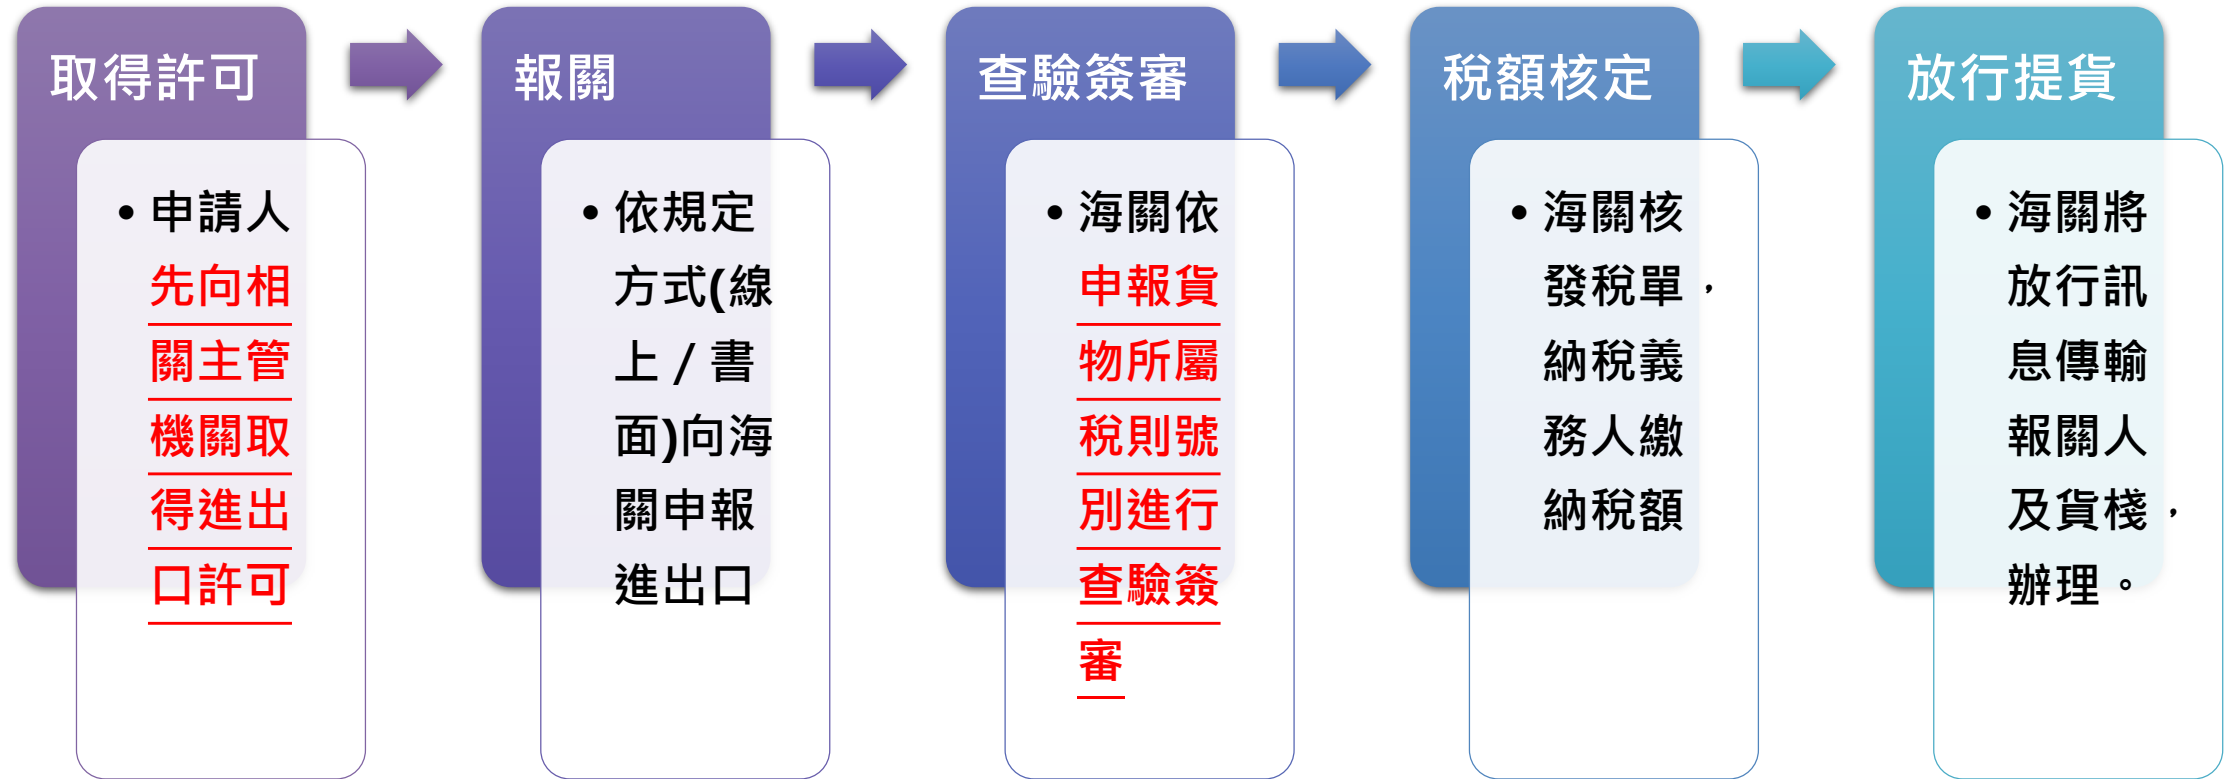 取得許可
• 申請人
先向相
關主管
機關取
得進出
口許可
報關
• 依規定
方式(線
上／書
面)向海
關申報
進出口
查驗簽審
• 海關依
申報貨
物所屬
稅則號
別進行
查驗簽
審
稅額核定
• 海關核
發稅單，
納稅義
務人繳
納稅額
放行提貨
• 海關將
放行訊
息傳輸
報關人
及貨棧，
辦理。